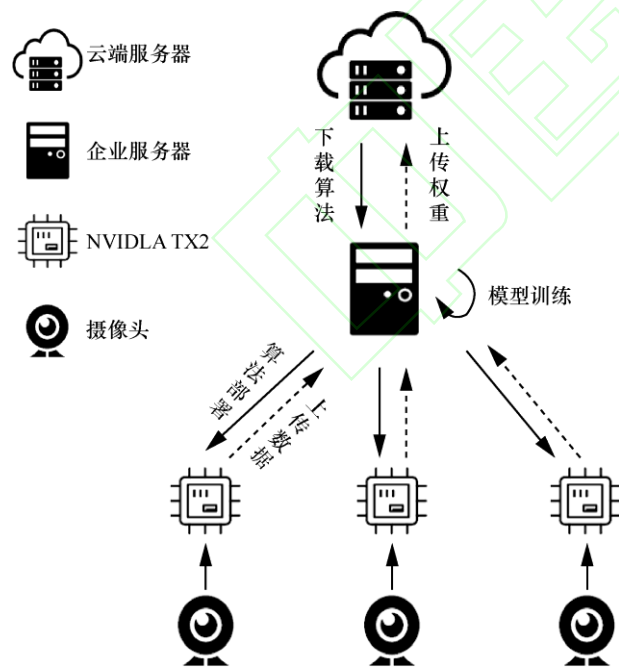 云端服务器
企业服务器
NVIDLA TX2
摄像头
下载算法
上传权重
模型训练
算法部署
上传数据